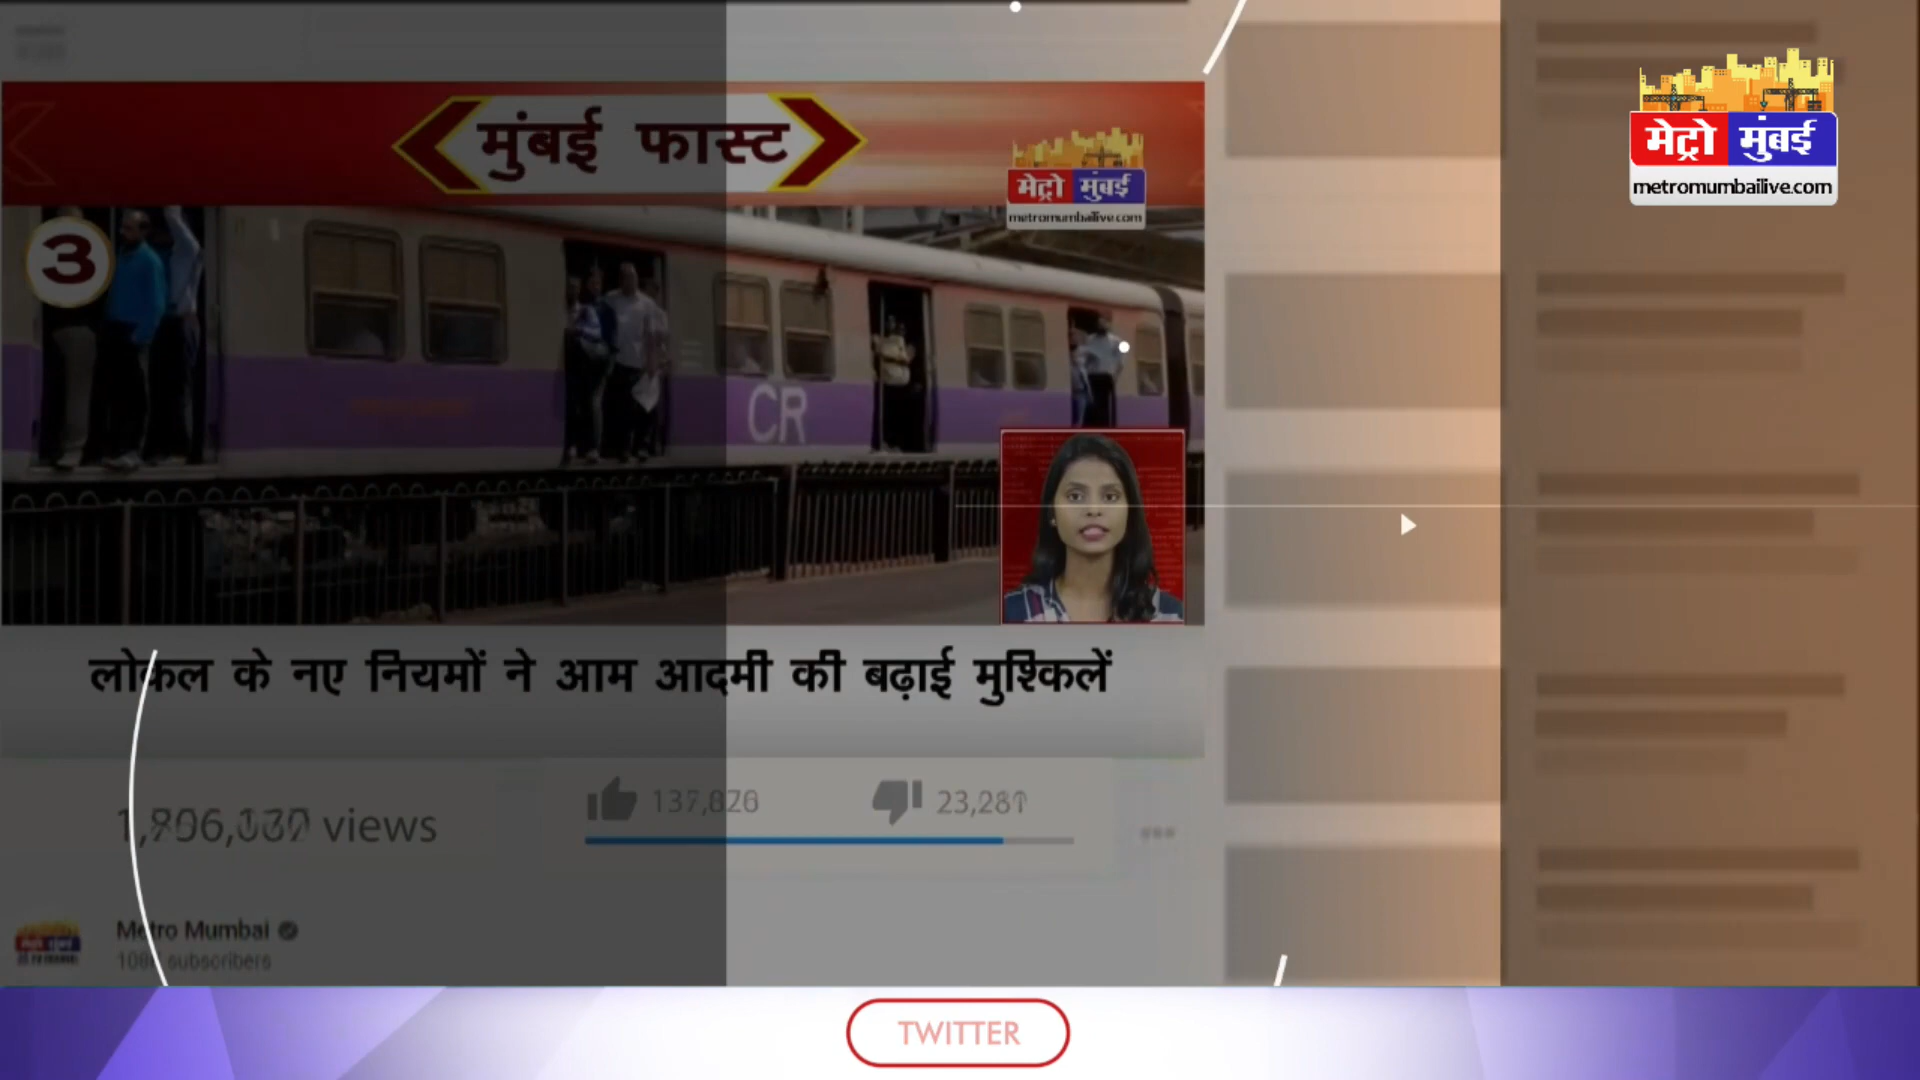 मेट्रो मुंबई
metromumbailive.com
मुंबई फास्ट
मेट्रो मुंबई
metromumbailive.com
3
CR
लोकल के नए नियमों ने आम आदमी की बढ़ाई मुश्किलें
views
Metro Mumbai
subscribers
TWITTER